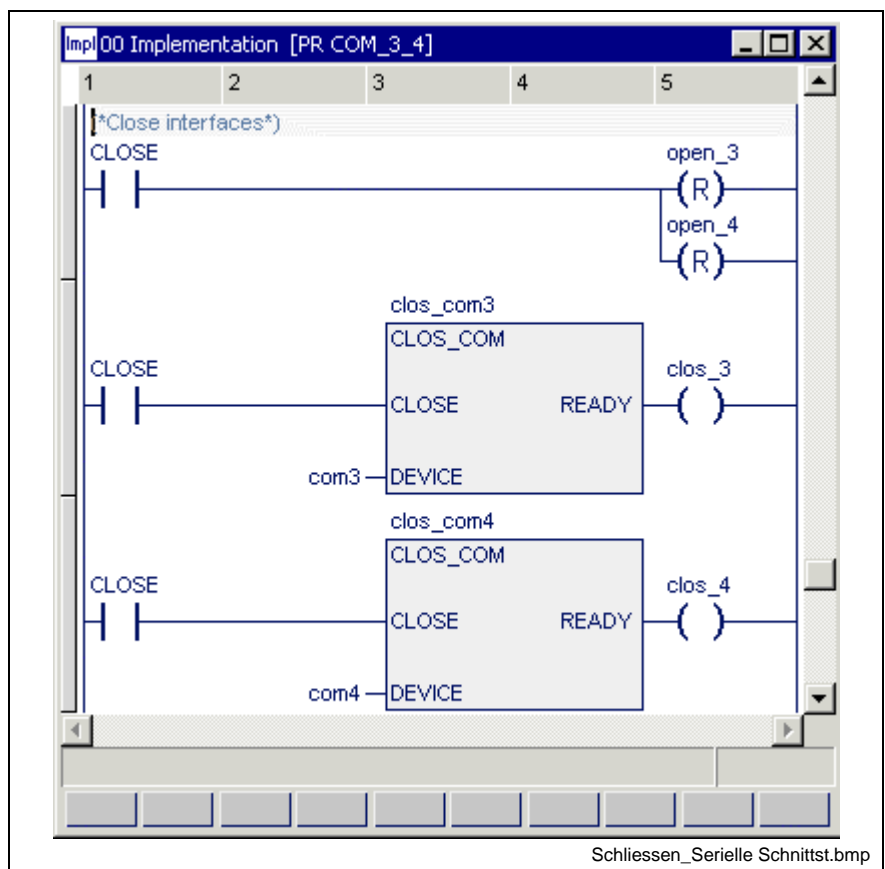 Impl 00 Implementation [PR COM_3_4]
1 2 3 4 5
(*Close interfaces*)
CLOSE open_3
(R)
open_4
(R)
clos_com3
CLOS_COM
CLOSE clos_3
CLOSE READY ( )
com3 DEVICE
clos_com4
CLOS_COM
CLOSE clos_4
CLOSE READY ( )
com4 DEVICE
Schliessen_Serielle Schnittst.bmp